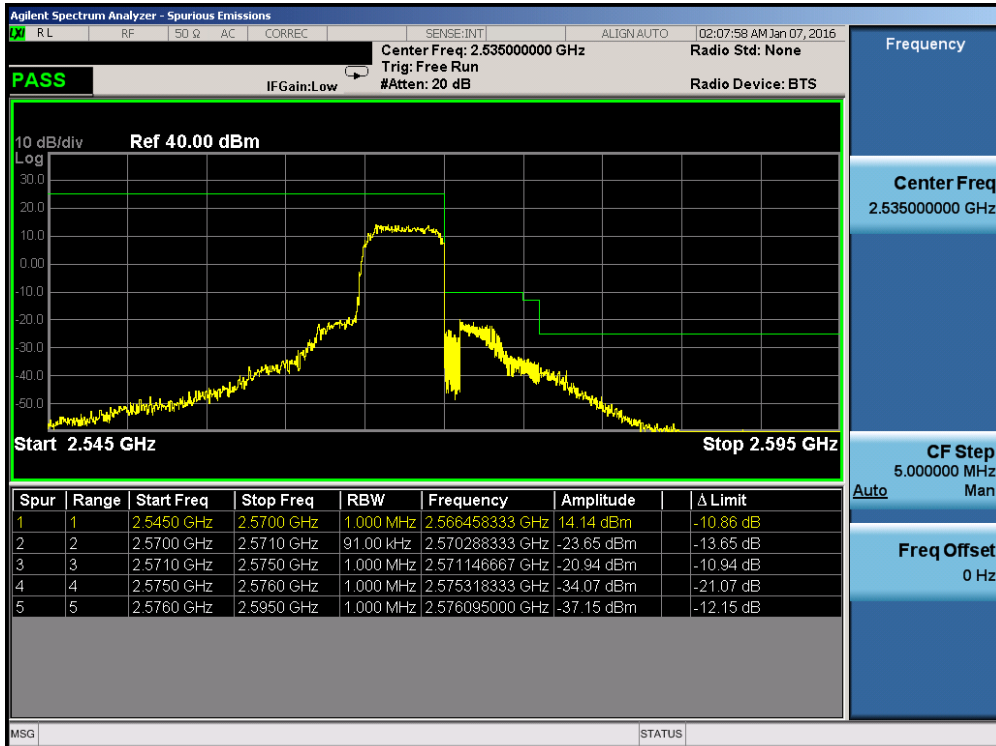 Agilent Spectrum Analyzer - Spurious Emissions
LXI RL RF 50 Ω AC CORREC SENSE:INT ALIGN AUTO 02:07:58 AM Jan 07, 2016
Center Freq: 2.535000000 GHz Radio Std: None
Trig: Free Run
PASS IFGain:Low #Atten: 20 dB Radio Device: BTS
10 dB/div Ref 40.00 dBm
Log
30.0
20.0
10.0
0.00
-10.0
-20.0
-30.0
-40.0
-50.0
Start 2.545 GHz Stop 2.595 GHz
Spur Range Start Freq Stop Freq RBW Frequency Amplitude Δ Limit
1 1 2.5450 GHz 2.5700 GHz 1.000 MHz 2.566458333 GHz 14.14 dBm -10.86 dB
2 2 2.5700 GHz 2.5710 GHz 91.00 kHz 2.570288333 GHz -23.65 dBm -13.65 dB
3 3 2.5710 GHz 2.5750 GHz 1.000 MHz 2.571146667 GHz -20.94 dBm -10.94 dB
4 4 2.5750 GHz 2.5760 GHz 1.000 MHz 2.575318333 GHz -34.07 dBm -21.07 dB
5 5 2.5760 GHz 2.5950 GHz 1.000 MHz 2.576095000 GHz -37.15 dBm -12.15 dB
MSG STATUS
Frequency
Center Freq
2.535000000 GHz
CF Step
5.000000 MHz
Auto Man
Freq Offset
0 Hz